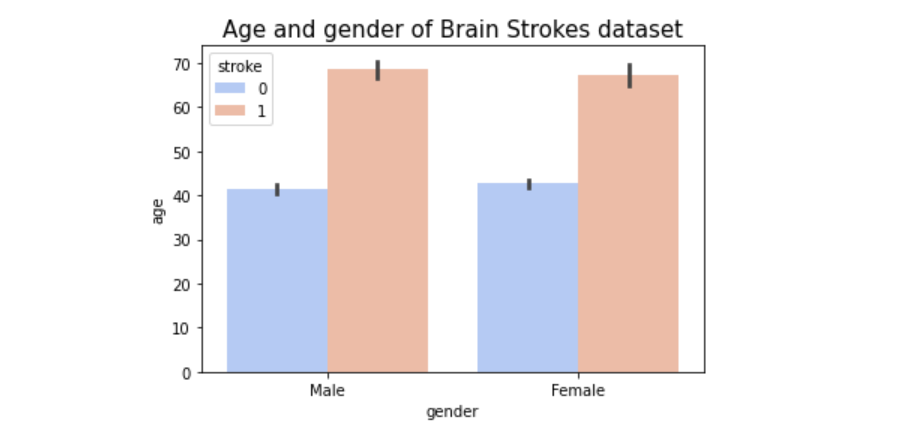 Age and gender of Brain Strokes dataset
stroke
0
1
70
60
50
40
30
20
10
0
age
Male Female
gender